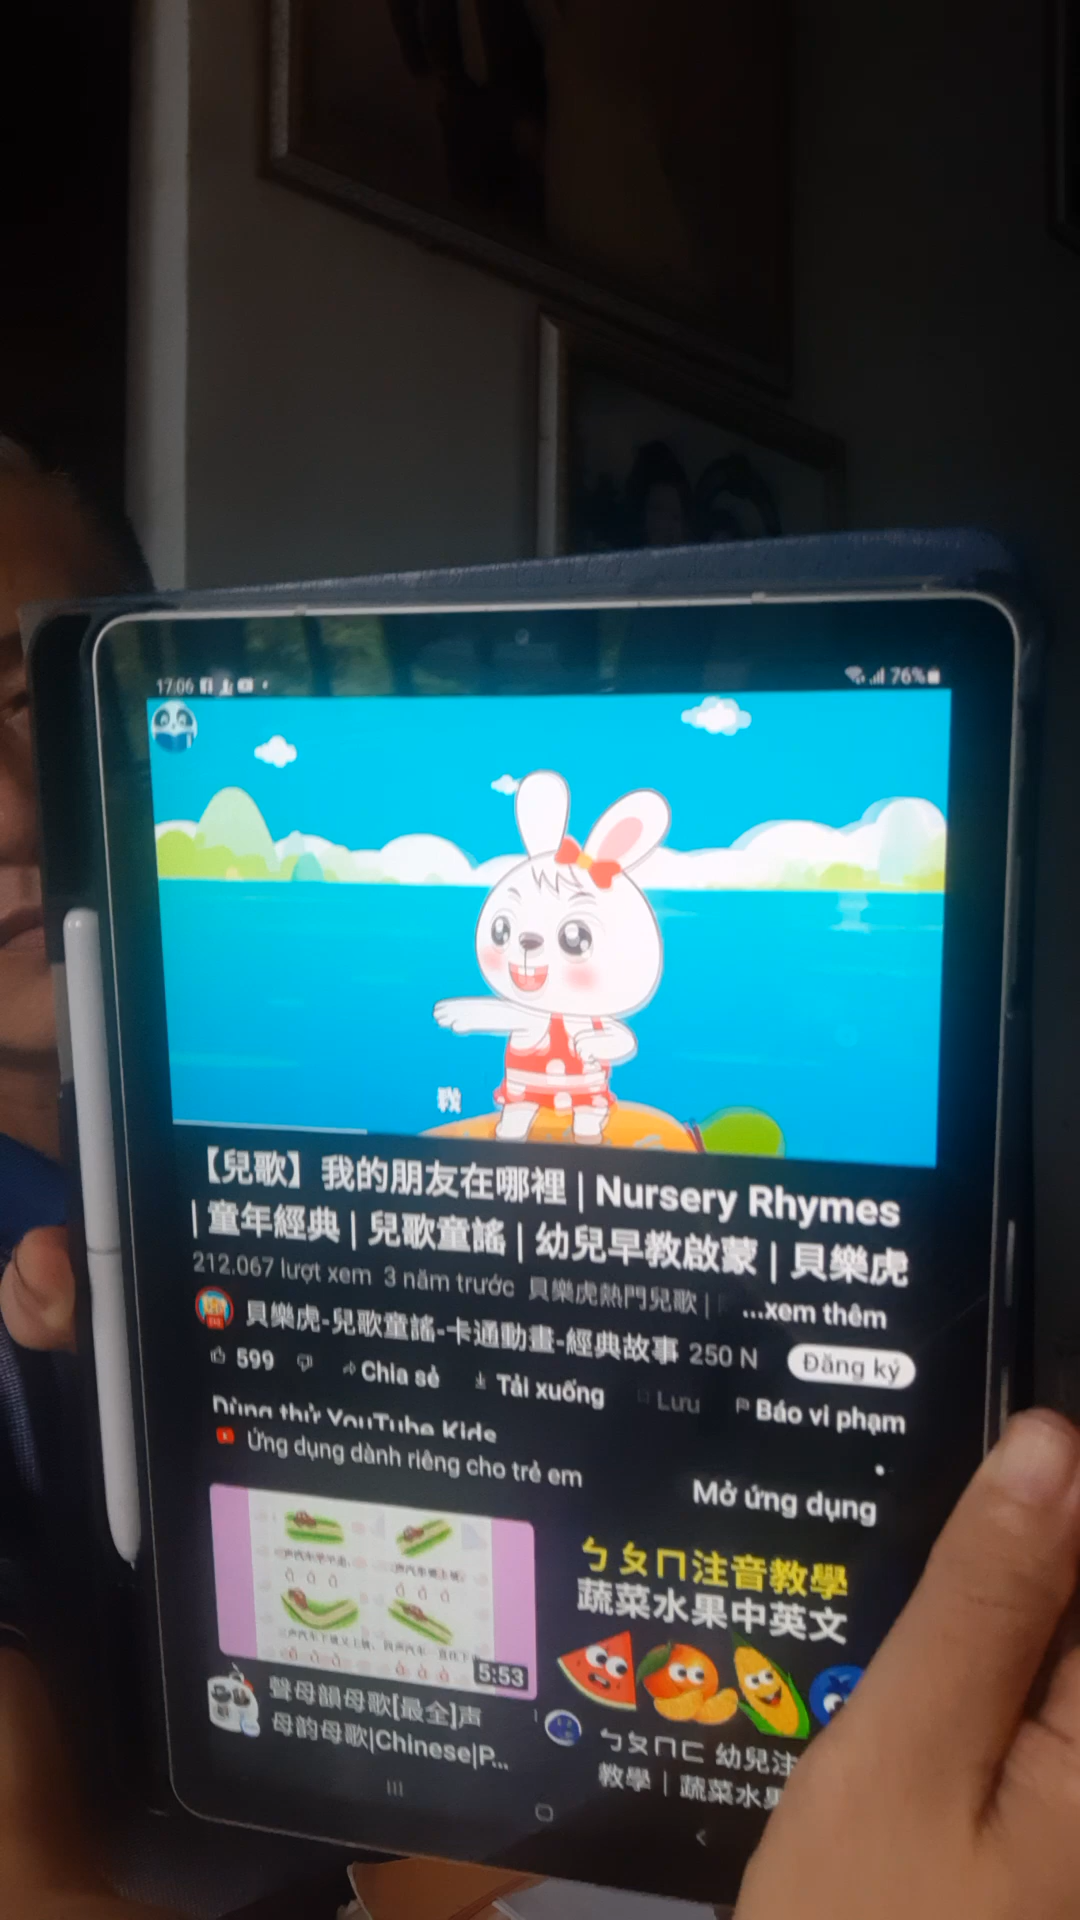 17:06
76%
我
【兒歌】我的朋友在哪裡 | Nursery Rhymes
| 童年經典 | 兒歌童謠 | 幼兒早教啟蒙 | 貝樂虎
212.067 lượt xem 3 năm trước 貝樂虎熱門兒歌 | ...xem thêm
貝樂虎-兒歌童謠-卡通動畫-經典故事 250 N Đăng ký
599 Chia sẻ Tải xuống Lưu Báo vi phạm
Dùng thử YouTube Kids
Ứng dụng dành riêng cho trẻ em
Mở ứng dụng
5:53
聲母韻母歌[最全]声
母韵母歌|Chinese|P...
ㄅㄆㄇ注音教學
蔬菜水果中英文
ㄅㄆㄇㄈ 幼兒注
教學｜蔬菜水果